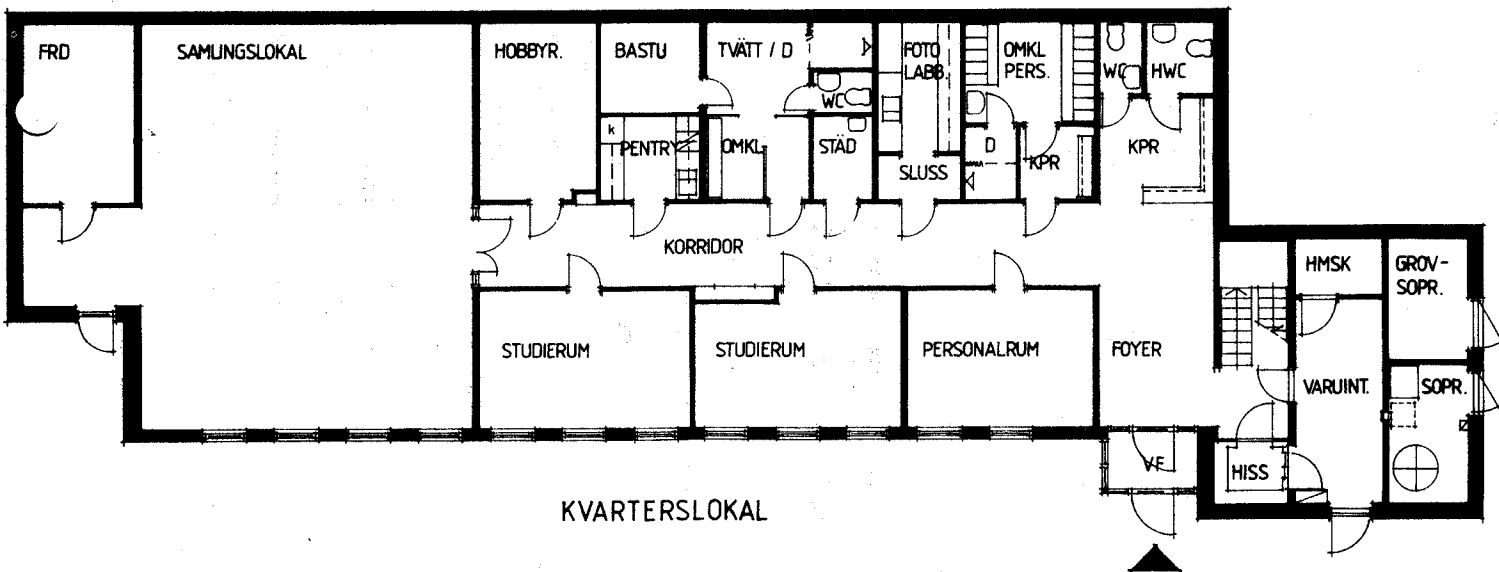 FRD
SAMLINGSLOKAL
HOBBYR.
BASTU
TVÄTT / D
FOTO
LABB.
OMKL
PERS.
WC
HWC
WC
k
PENTRY
OMKL
STÄD
SLUSS
D
KPR
KPR
KORRIDOR
HMSK
GROV-
SOPR.
STUDIERUM
STUDIERUM
PERSONALRUM
FOYER
VARUINT.
SOPR.
VF
HISS
KVARTERSLOKAL